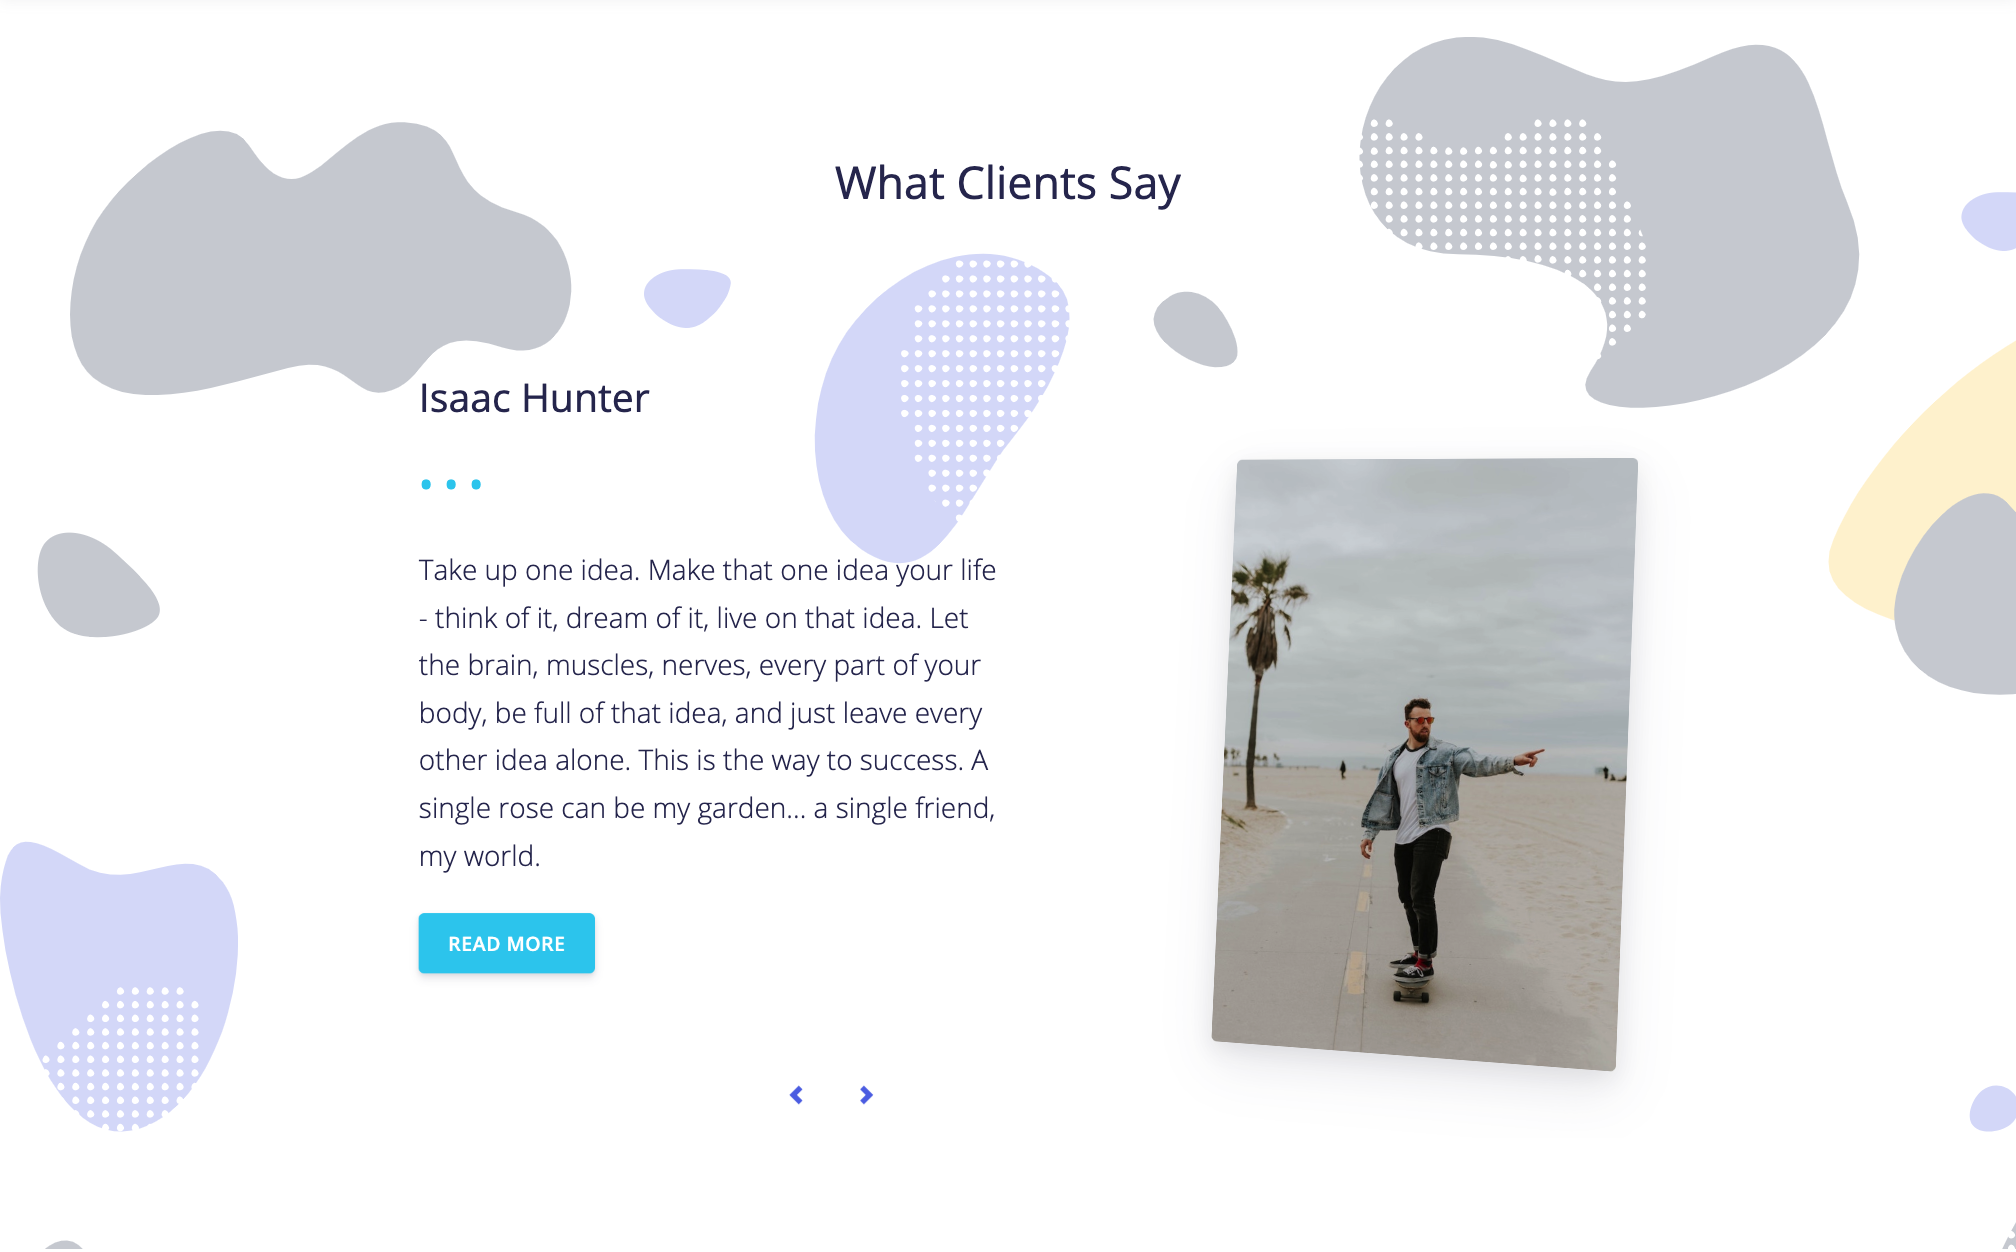 What Clients Say
Isaac Hunter
Take up one idea. Make that one idea your life
- think of it, dream of it, live on that idea. Let
the brain, muscles, nerves, every part of your
body, be full of that idea, and just leave every
other idea alone. This is the way to success. A
single rose can be my garden... a single friend,
my world.
READ MORE